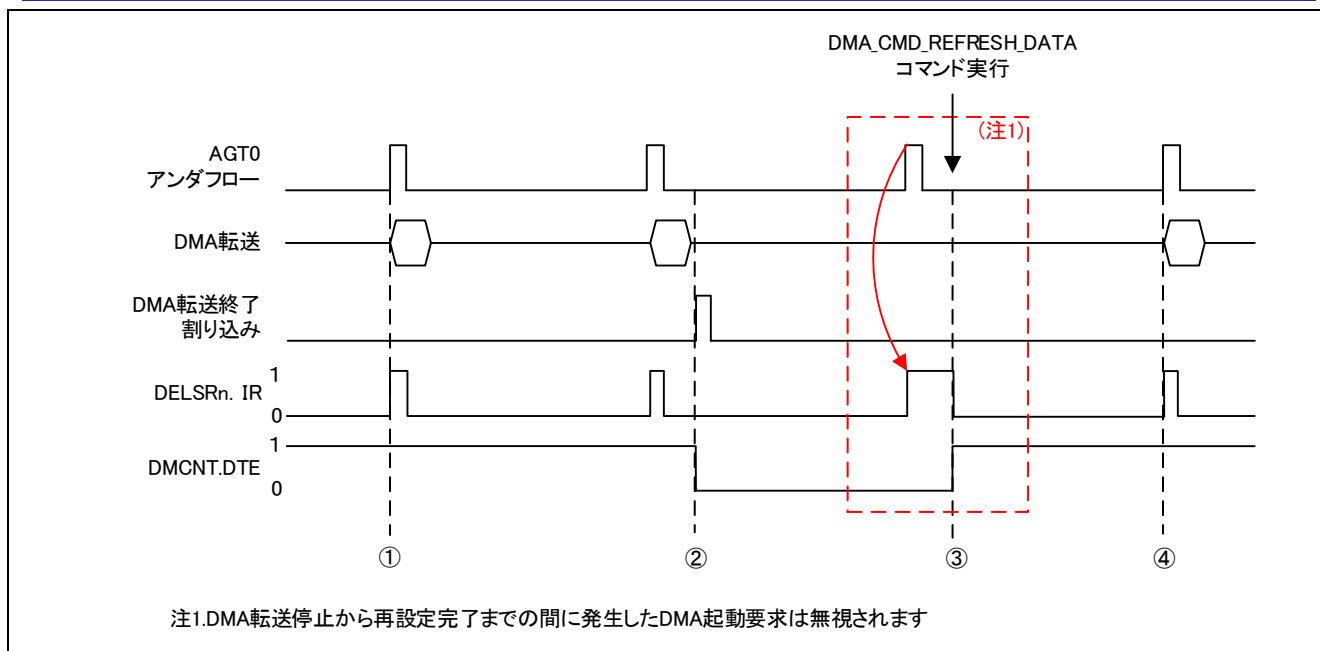 DMA_CMD_REFRESH_DATA
コマンド実行
(注1)
AGT0
アンダフロー
DMA転送
DMA転送終了
割り込み
DELSRn. IR
1
0
DMCNT.DTE
1
0
①
②
③
④
注1.DMA転送停止から再設定完了までの間に発生したDMA起動要求は無視されます